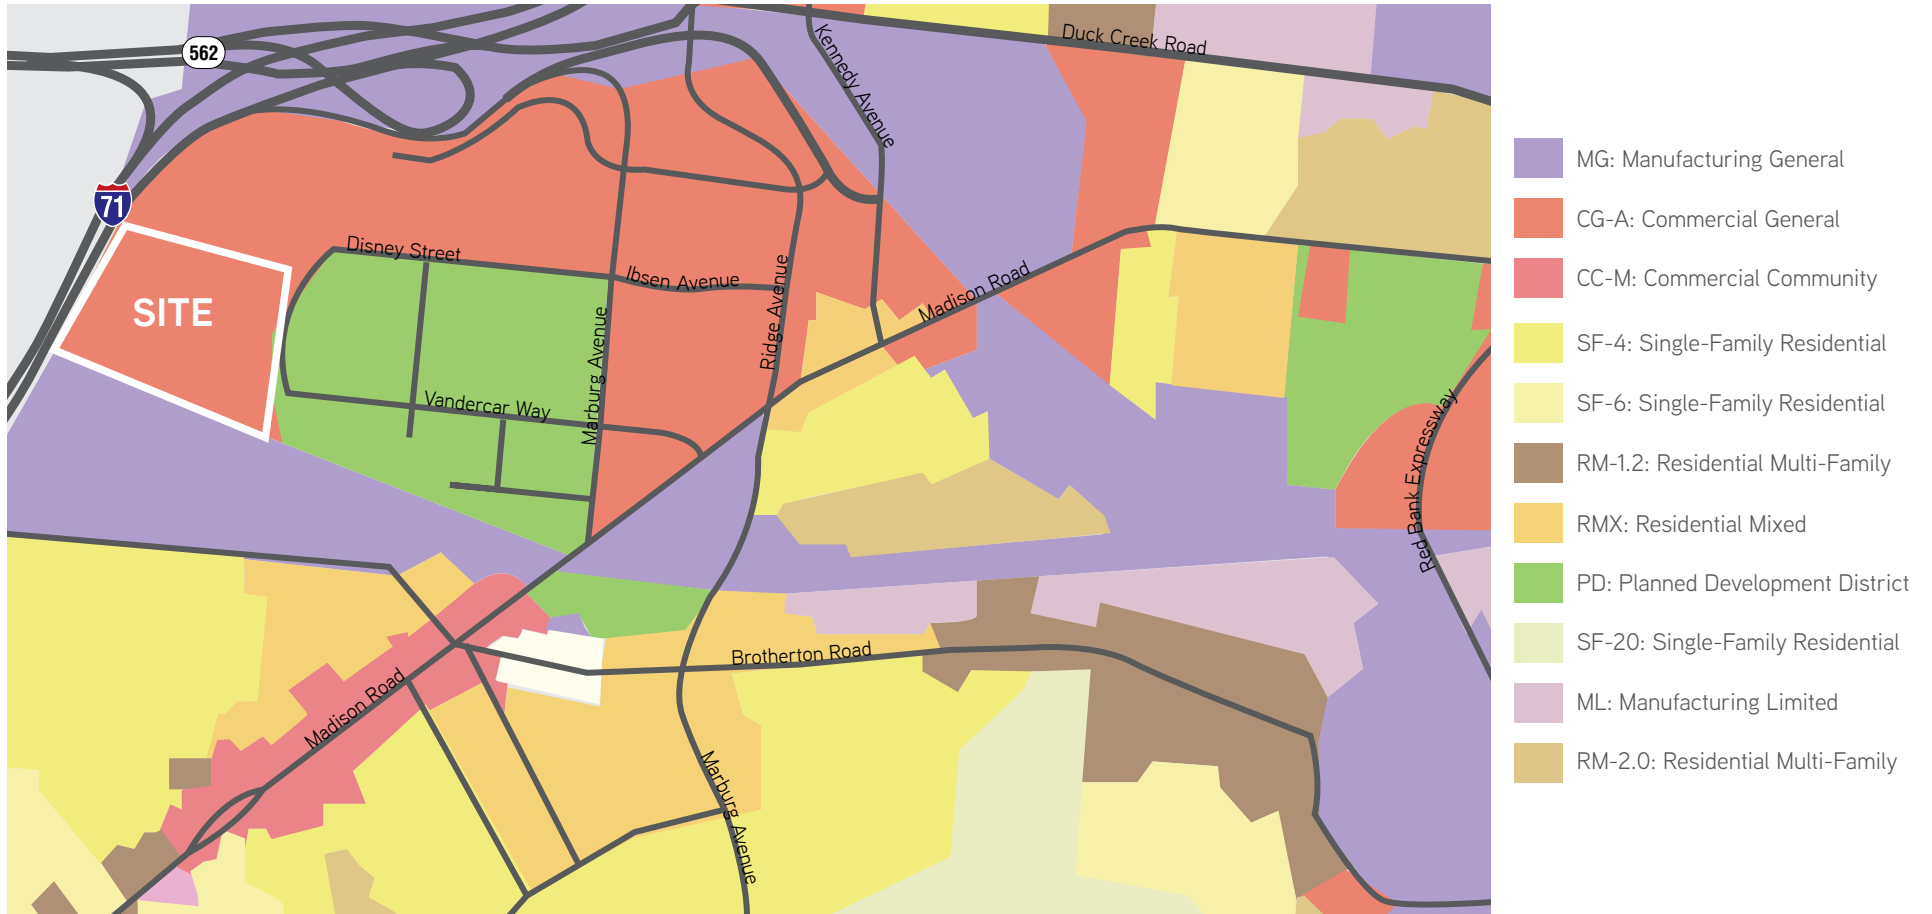 562
Kennedy Avenue
Duck Creek Road
71
Disney Street
Ibsen Avenue
Ridge Avenue
Madison Road
SITE
Marburg Avenue
Vandercar Way
Red Bank Expressway
Brotherton Road
Madison Road
Marburg Avenue
MG: Manufacturing General
CG-A: Commercial General
CC-M: Commercial Community
SF-4: Single-Family Residential
SF-6: Single-Family Residential
RM-1.2: Residential Multi-Family
RMX: Residential Mixed
PD: Planned Development District
SF-20: Single-Family Residential
ML: Manufacturing Limited
RM-2.0: Residential Multi-Family